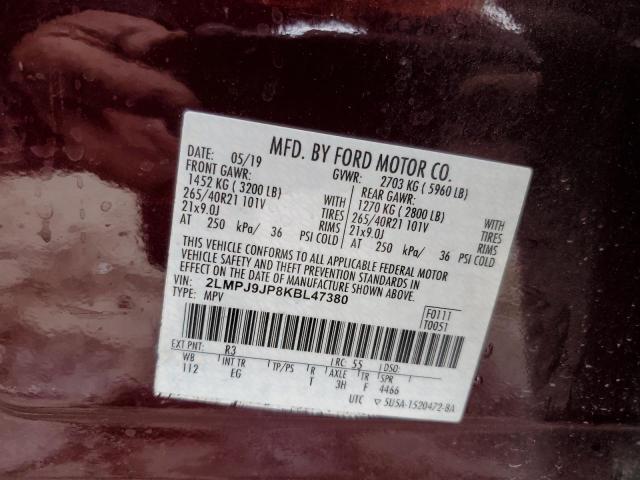 MFD. BY FORD MOTOR CO.
DATE: 05/19 GVWR: 2703 KG ( 5960 LB)
FRONT GAWR: REAR GAWR:
1452 KG ( 3200 LB) WITH 1270 KG ( 2800 LB) WITH
265/40R21 101V TIRES 265/40R21 101V TIRES
21x9.0J RIMS 21x9.0J RIMS
AT 250 kPa/ 36 PSI COLD AT 250 kPa/ 36 PSI COLD
THIS VEHICLE CONFORMS TO ALL APPLICABLE FEDERAL MOTOR
VEHICLE SAFETY AND THEFT PREVENTION STANDARDS IN
EFFECT ON THE DATE OF MANUFACTURE SHOWN ABOVE.
VIN: 2LMPJ9JP8KBL47380
TYPE: MPV
F0111
T0051
EXT PNT: R3 RC: 55 DSO:
WB INT TR TP/PS R AXLE TR SPR
112 EG T 3H F 4466
UTC ▽ 5U5A-1520472-BA